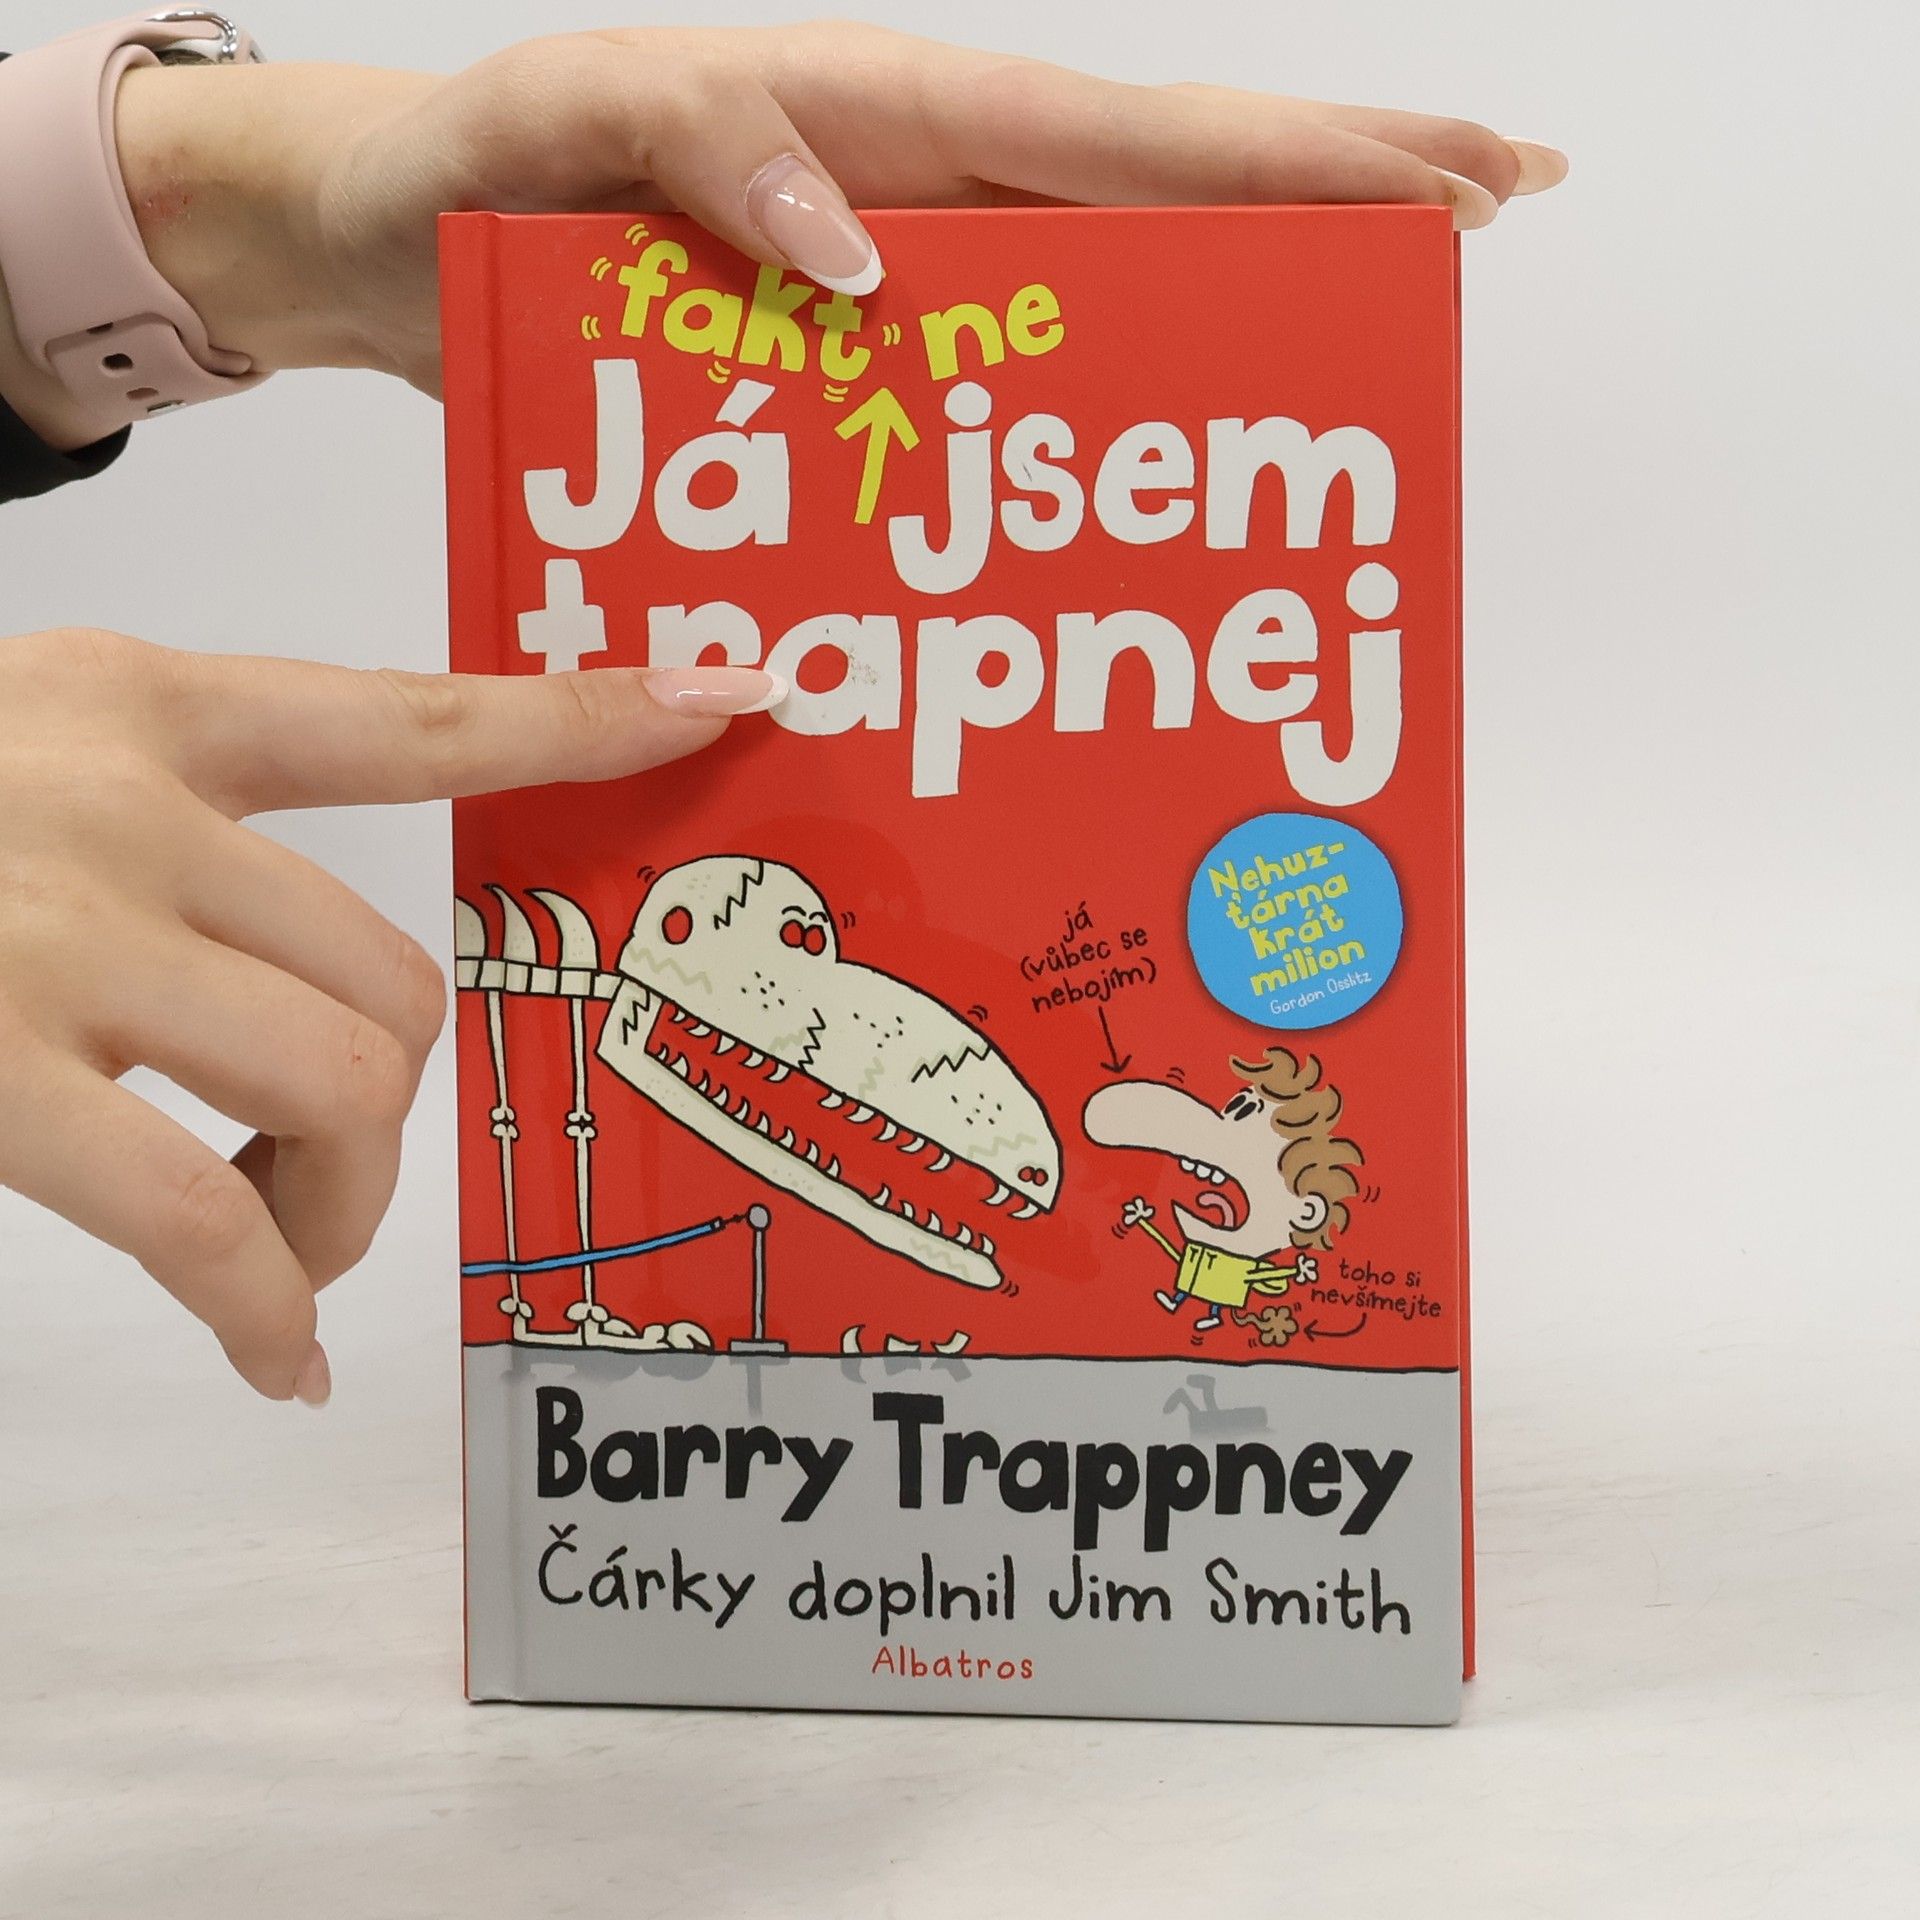 fakt ne
Já jsem
trapnej
Nehuz-
ťárna
krát
milion
Gordon Osslitz
já
(vůbec se
nebojím)
toho si
nevšímejte
Barry Trappney
Čárky doplnil Jim Smith
Albatros